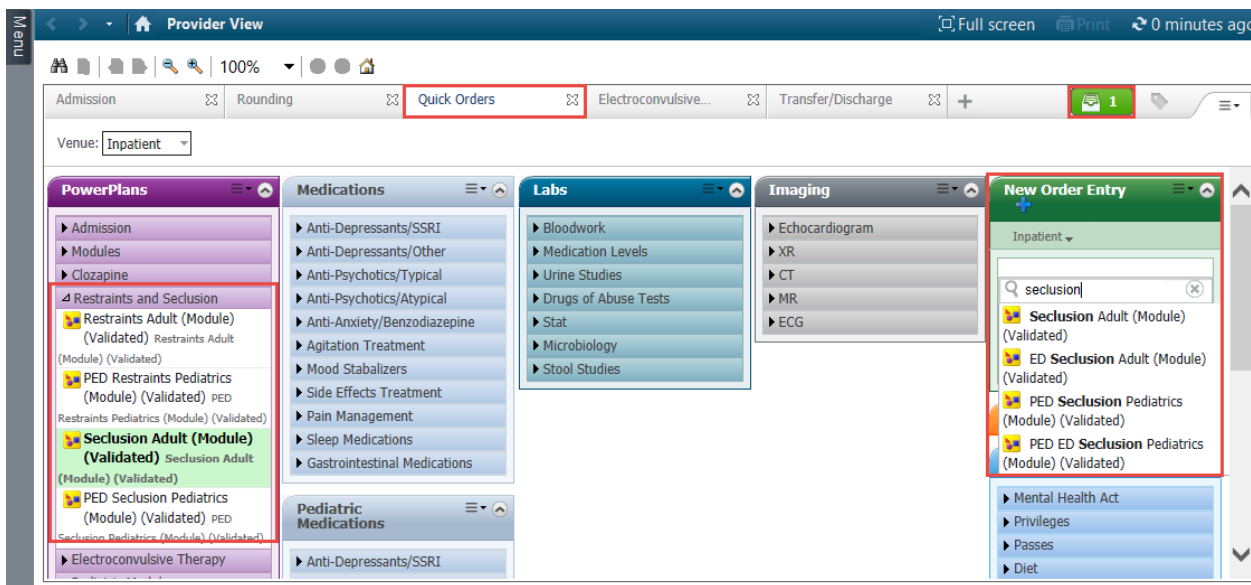 Menu
Provider View
Full screen
Print
0 minutes ago
100%
Admission
Rounding
Quick Orders
Electroconvulsive...
Transfer/Discharge
1
Venue: Inpatient
PowerPlans
Admission
Modules
Clozapine
Restraints and Seclusion
Restraints Adult (Module)
(Validated) Restraints Adult
(Module) (Validated)
PED Restraints Pediatrics
(Module) (Validated) PED
Restraints Pediatrics (Module) (Validated)
Seclusion Adult (Module)
(Validated) Seclusion Adult
(Module) (Validated)
PED Seclusion Pediatrics
(Module) (Validated) PED
Seclusion Pediatrics (Module) (Validated)
Electroconvulsive Therapy
Medications
Anti-Depressants/SSRI
Anti-Depressants/Other
Anti-Psychotics/Typical
Anti-Psychotics/Atypical
Anti-Anxiety/Benzodiazepine
Agitation Treatment
Mood Stabalizers
Side Effects Treatment
Pain Management
Sleep Medications
Gastrointestinal Medications
Pediatric
Medications
Anti-Depressants/SSRI
Labs
Bloodwork
Medication Levels
Urine Studies
Drugs of Abuse Tests
Stat
Microbiology
Stool Studies
Imaging
Echocardiogram
XR
CT
MR
ECG
New Order Entry
Inpatient
seclusion
Seclusion Adult (Module)
(Validated)
ED Seclusion Adult (Module)
(Validated)
PED Seclusion Pediatrics
(Module) (Validated)
PED ED Seclusion Pediatrics
(Module) (Validated)
Mental Health Act
Privileges
Passes
Diet